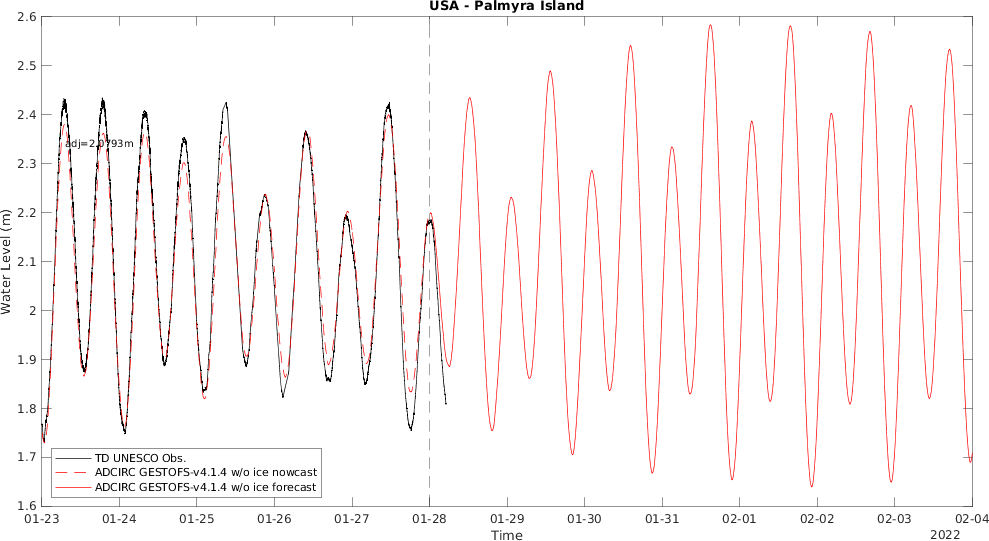 USA - Palmyra Island
2.6
2.5
2.4
2.3
2.2
2.1
2
1.9
1.8
1.7
1.6
Water Level (m)
adj=2.0793m
TD UNESCO Obs.
ADCIRC GESTOFS-v4.1.4 w/o ice nowcast
ADCIRC GESTOFS-v4.1.4 w/o ice forecast
01-23 01-24 01-25 01-26 01-27 01-28 01-29 01-30 01-31 02-01 02-02 02-03 02-04
Time
2022